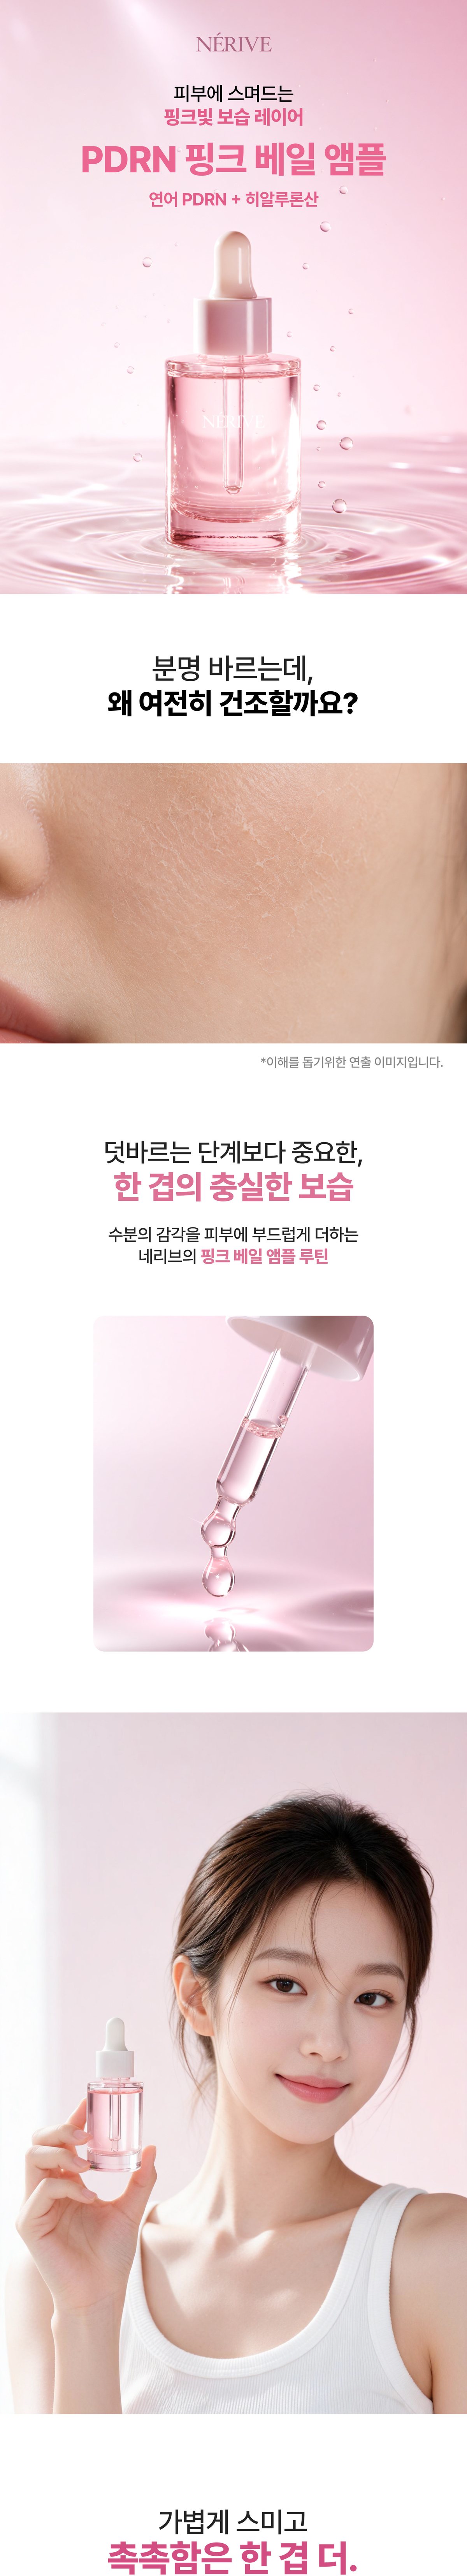 NÉRIVE
피부에 스며드는
핑크빛 보습 레이어
PDRN 핑크 베일 앰플
연어 PDRN + 히알루론산
NÉRIVE
분명 바르는데,
왜 여전히 건조할까요?
*이해를 돕기위한 연출 이미지입니다.
덧바르는 단계보다 중요한,
한 겹의 충실한 보습
수분의 감각을 피부에 부드럽게 더하는
네리브의 핑크 베일 앰플 루틴
가볍게 스미고
촉촉함은 한 겹 더.